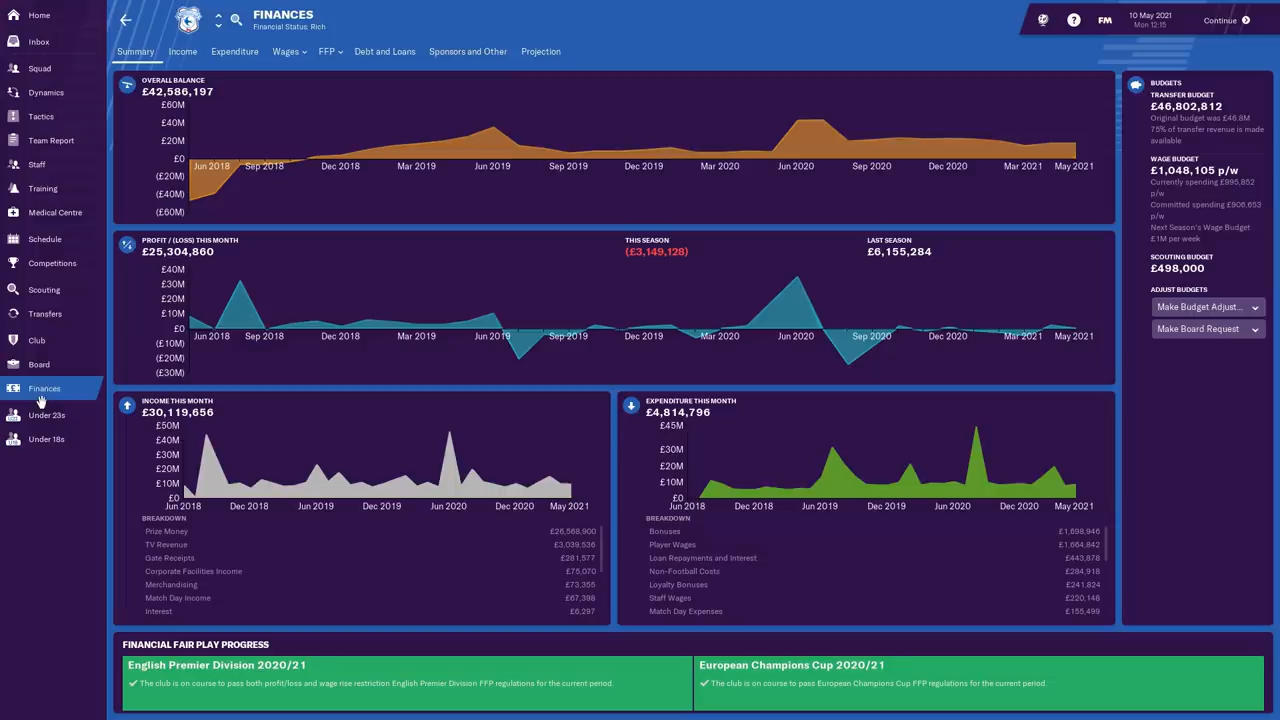 Home
Inbox
Squad
Dynamics
Tactics
Team Report
Staff
Training
Medical Centre
Schedule
Competitions
Scouting
Transfers
Club
Board
Finances
Under 23s
Under 18s
FINANCES
Financial Status: Rich
? FM
10 May 2021
Mon 12:15
Continue
Summary Income Expenditure Wages FFP Debt and Loans Sponsors and Other Projection
OVERALL BALANCE
£42,586,197
£60M
£40M
£20M
£0
(£20M)
(£40M)
(£60M)
Jun 2018 Sep 2018 Dec 2018 Mar 2019 Jun 2019 Sep 2019 Dec 2019 Mar 2020 Jun 2020 Sep 2020 Dec 2020 Mar 2021 May 2021
PROFIT / (LOSS) THIS MONTH
£25,304,860
THIS SEASON
(£3,149,128)
LAST SEASON
£6,155,284
£40M
£30M
£20M
£10M
£0
(£10M)
(£20M)
(£30M)
Jun 2018 Sep 2018 Dec 2018 Mar 2019 Jun 2019 Sep 2019 Dec 2019 Mar 2020 Jun 2020 Sep 2020 Dec 2020 Mar 2021 May 2021
INCOME THIS MONTH
£30,119,656
£50M
£40M
£30M
£20M
£10M
£0
Jun 2018 Dec 2018 Jun 2019 Dec 2019 Jun 2020 Dec 2020 May 2021
BREAKDOWN
Prize Money £26,568,900
TV Revenue £3,039,536
Gate Receipts £281,577
Corporate Facilities Income £75,070
Merchandising £73,355
Match Day Income £67,398
Interest £6,297
EXPENDITURE THIS MONTH
£4,814,796
£45M
£30M
£20M
£10M
£0
Jun 2018 Dec 2018 Jun 2019 Dec 2019 Jun 2020 Dec 2020 May 2021
BREAKDOWN
Bonuses £1,698,946
Player Wages £1,664,842
Loan Repayments and Interest £443,878
Non-Football Costs £284,918
Loyalty Bonuses £241,824
Staff Wages £220,148
Match Day Expenses £155,499
BUDGETS
TRANSFER BUDGET
£46,802,812
Original budget was £46.8M
75% of transfer revenue is made
available
WAGE BUDGET
£1,048,105 p/w
Currently spending £895,852
p/w
Committed spending £906,653
p/w
Next Season's Wage Budget
£1M per week
SCOUTING BUDGET
£498,000
ADJUST BUDGETS
Make Budget Adjust...
Make Board Request
FINANCIAL FAIR PLAY PROGRESS
English Premier Division 2020/21
The club is on course to pass both profit/loss and wage rise restriction English Premier Division FFP regulations for the current period.
European Champions Cup 2020/21
The club is on course to pass European Champions Cup FFP regulations for the current period.